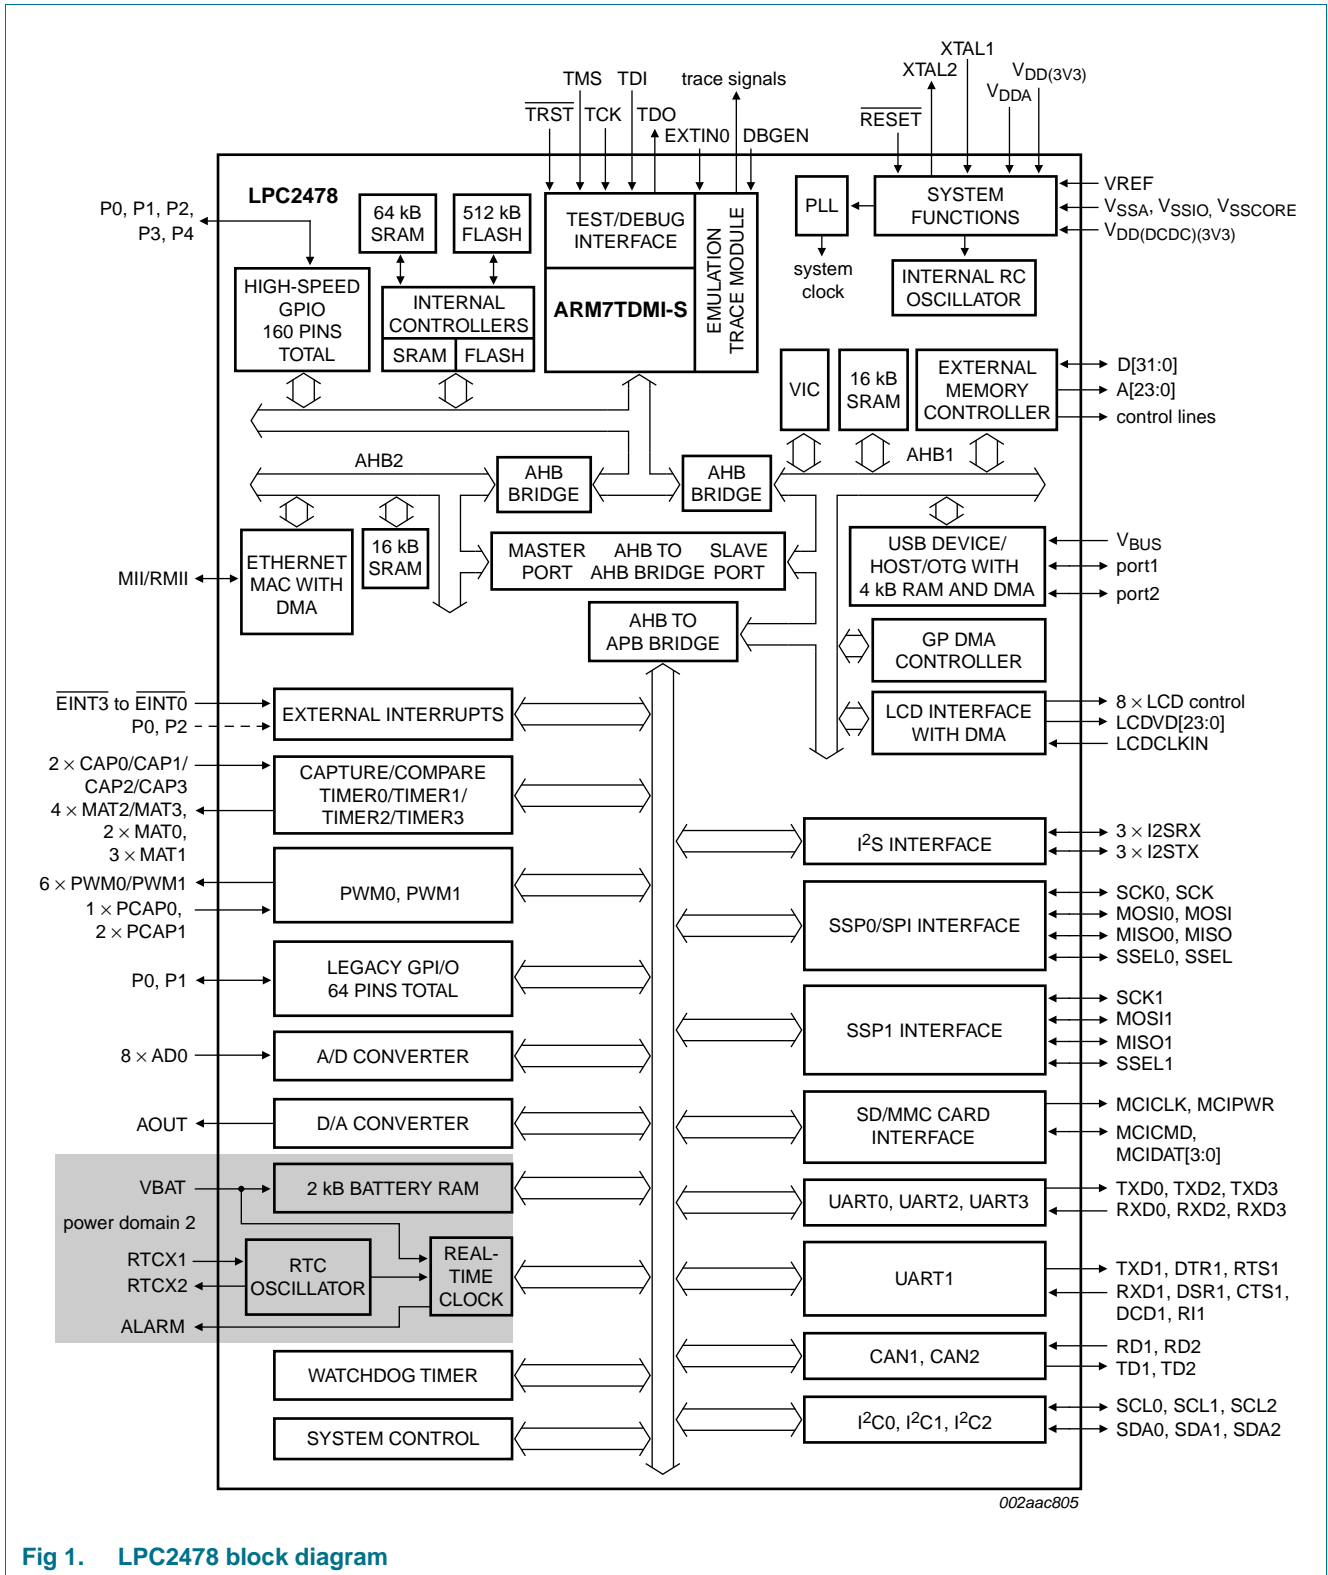 XTAL1
XTAL2
VDD(3V3)
VDDA
TMS
TDI
trace signals
TRST
TCK
TDO
EXTIN0
DBGEN
RESET
LPC2478
P0, P1, P2,
P3, P4
64 kB
SRAM
512 kB
FLASH
TEST/DEBUG
INTERFACE
EMULATION
TRACE MODULE
PLL
SYSTEM
FUNCTIONS
VREF
VSSA, VSSIO, VSSCORE
VDD(DCDC)(3V3)
system
clock
INTERNAL RC
OSCILLATOR
HIGH-SPEED
GPIO
160 PINS
TOTAL
INTERNAL
CONTROLLERS
SRAM
FLASH
ARM7TDMI-S
VIC
16 kB
SRAM
EXTERNAL
MEMORY
CONTROLLER
D[31:0]
A[23:0]
control lines
AHB2
AHB
BRIDGE
AHB
BRIDGE
AHB1
ETHERNET
MAC WITH
DMA
16 kB
SRAM
MASTER
PORT
AHB TO
AHB BRIDGE
SLAVE
PORT
USB DEVICE/
HOST/OTG WITH
4 kB RAM AND DMA
VBUS
port1
port2
MII/RMII
AHB TO
APB BRIDGE
GP DMA
CONTROLLER
LCD INTERFACE
WITH DMA
8 × LCD control
LCDVD[23:0]
LCDCLKIN
EINT3 to EINT0
P0, P2
EXTERNAL INTERRUPTS
2 × CAP0/CAP1/
CAP2/CAP3
4 × MAT2/MAT3,
2 × MAT0,
3 × MAT1
CAPTURE/COMPARE
TIMER0/TIMER1/
TIMER2/TIMER3
I2S INTERFACE
3 × I2SRX
3 × I2STX
6 × PWM0/PWM1
1 × PCAP0,
2 × PCAP1
PWM0, PWM1
SSP0/SPI INTERFACE
SCK0, SCK
MOSI0, MOSI
MISO0, MISO
SSEL0, SSEL
P0, P1
LEGACY GPI/O
64 PINS TOTAL
SSP1 INTERFACE
SCK1
MOSI1
MISO1
SSEL1
8 × AD0
A/D CONVERTER
AOUT
D/A CONVERTER
SD/MMC CARD
INTERFACE
MCICLK, MCIPWR
MCICMD,
MCIDAT[3:0]
VBAT
2 kB BATTERY RAM
power domain 2
UART0, UART2, UART3
TXD0, TXD2, TXD3
RXD0, RXD2, RXD3
RTCX1
RTCX2
RTC
OSCILLATOR
REAL-
TIME
CLOCK
ALARM
UART1
TXD1, DTR1, RTS1
RXD1, DSR1, CTS1,
DCD1, RI1
WATCHDOG TIMER
CAN1, CAN2
RD1, RD2
TD1, TD2
SYSTEM CONTROL
I2C0, I2C1, I2C2
SCL0, SCL1, SCL2
SDA0, SDA1, SDA2
002aac805
Fig 1. LPC2478 block diagram